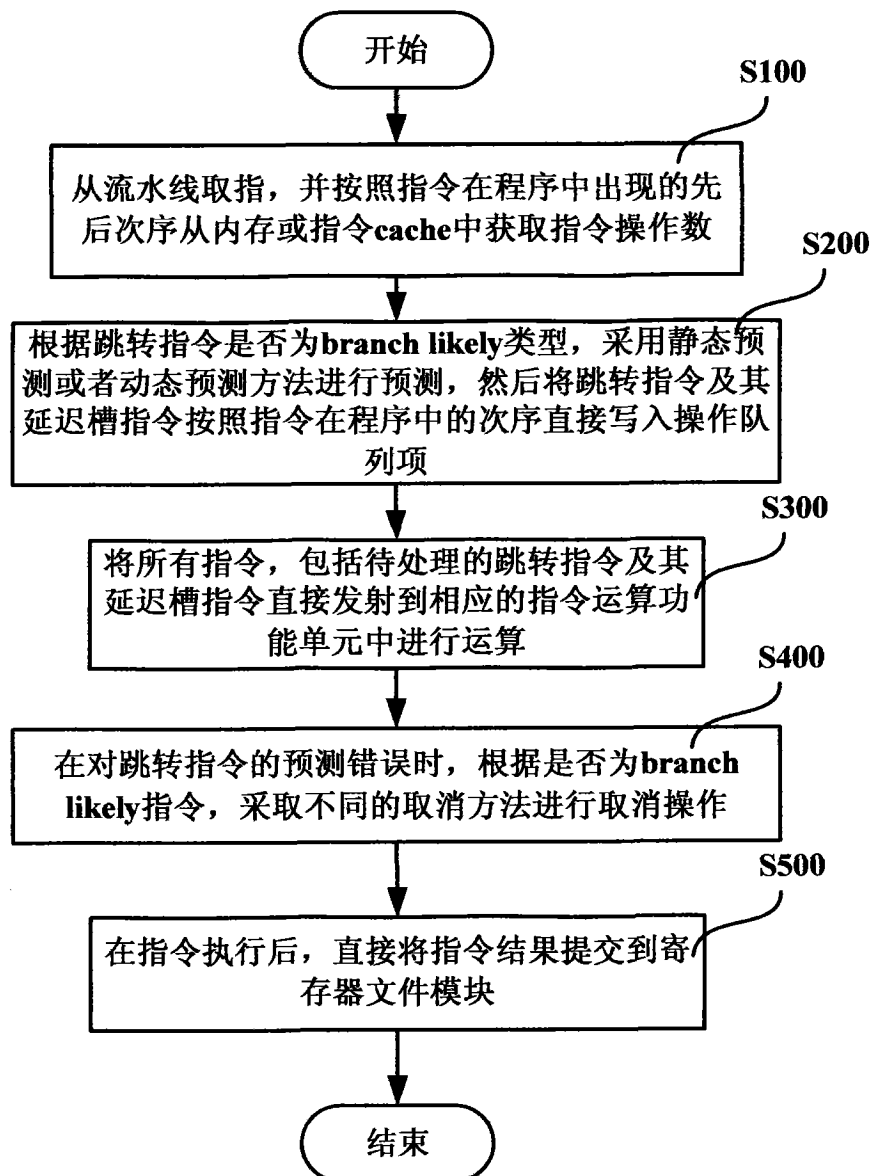 开始
S100
从流水线取指，并按照指令在程序中出现的先
后次序从内存或指令cache中获取指令操作数
S200
根据跳转指令是否为branch likely类型，采用静态预
测或者动态预测方法进行预测，然后将跳转指令及其
延迟槽指令按照指令在程序中的次序直接写入操作队
列项
S300
将所有指令，包括待处理的跳转指令及其
延迟槽指令直接发射到相应的指令运算功
能单元中进行运算
S400
在对跳转指令的预测错误时，根据是否为branch
likely指令，采取不同的取消方法进行取消操作
S500
在指令执行后，直接将指令结果提交到寄
存器文件模块
结束